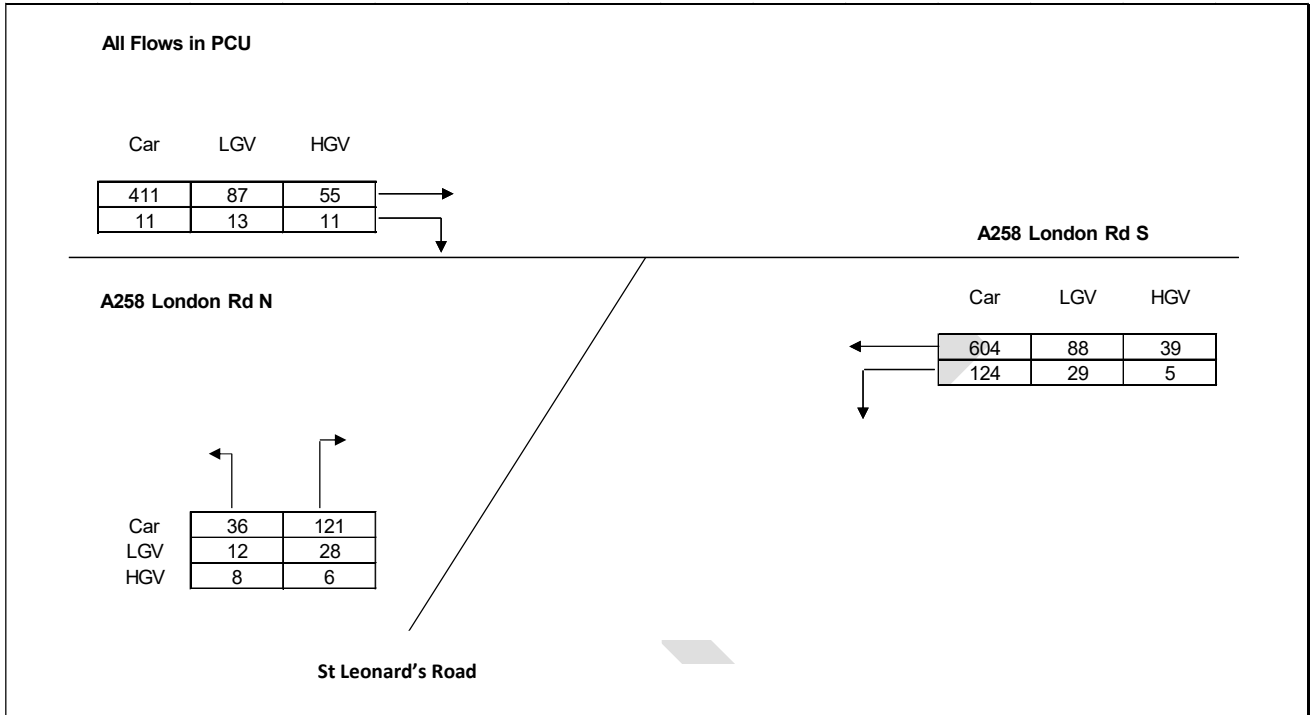 All Flows in PCU
Car LGV HGV
411 87 55
11 13 11
A258 London Rd S
A258 London Rd N
Car LGV HGV
604 88 39
124 29 5
Car 36 121
LGV 12 28
HGV 8 6
St Leonard's Road